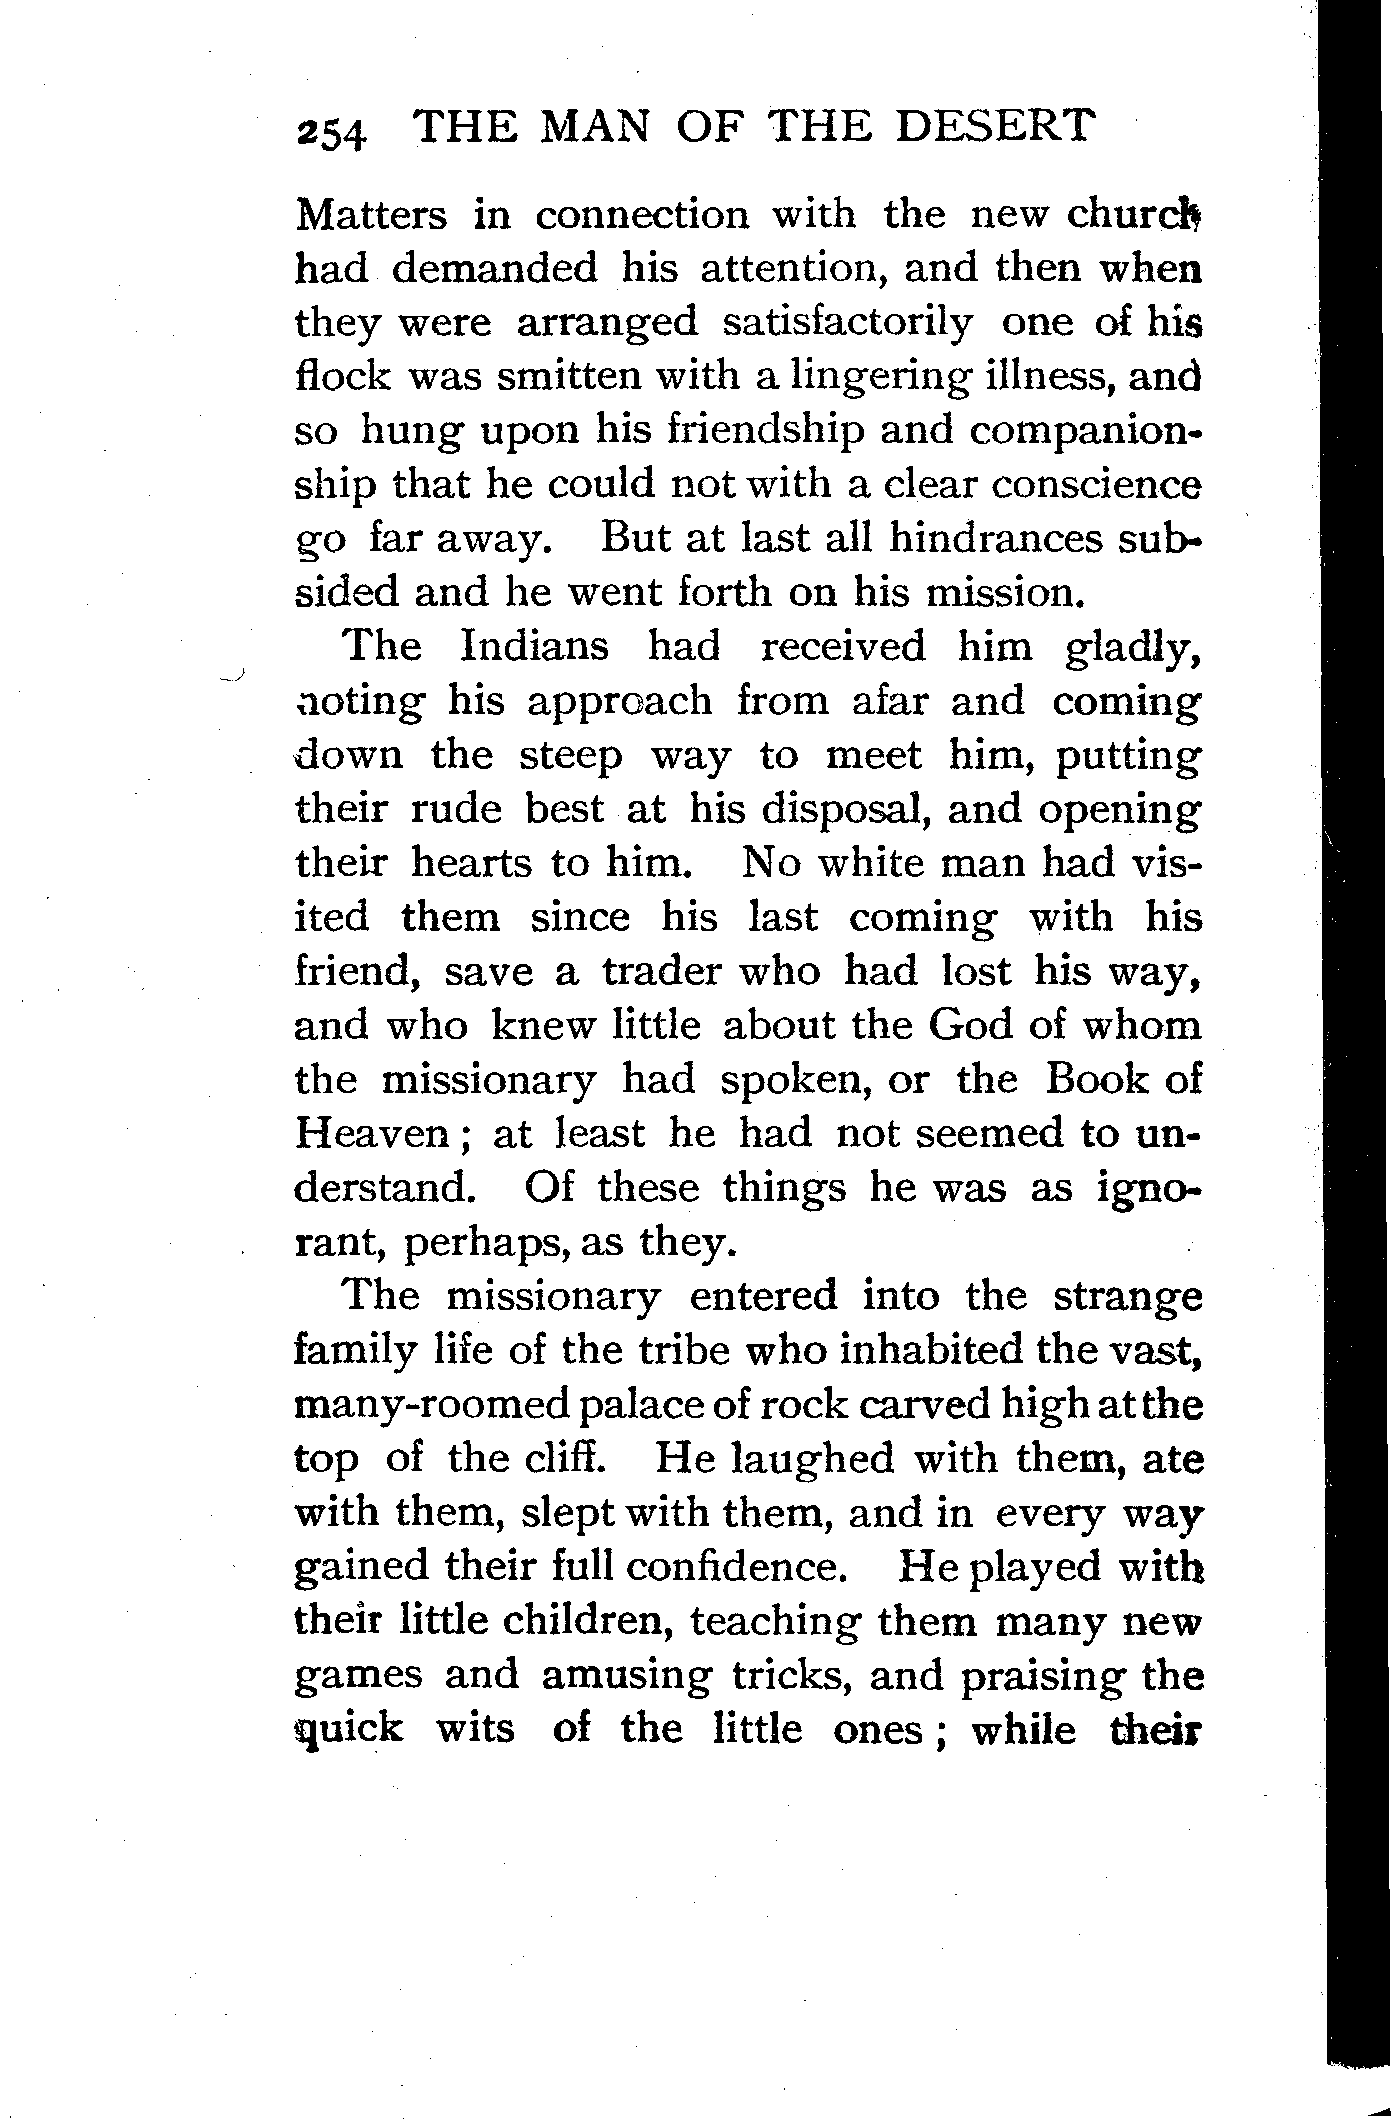 254 THE MAN OF THE DESERT
Matters in connection with the new church
had demanded his attention, and then when
they were arranged satisfactorily one of his
flock was smitten with a lingering illness, and
so hung upon his friendship and companion-
ship that he could not with a clear conscience
go far away. But at last all hindrances sub-
sided and he went forth on his mission.
The Indians had received him gladly,
noting his approach from afar and coming
down the steep way to meet him, putting
their rude best at his disposal, and opening
their hearts to him. No white man had vis-
ited them since his last coming with his
friend, save a trader who had lost his way,
and who knew little about the God of whom
the missionary had spoken, or the Book of
Heaven ; at least he had not seemed to un-
derstand. Of these things he was as igno-
rant, perhaps, as they.
The missionary entered into the strange
family life of the tribe who inhabited the vast,
many-roomed palace of rock carved high at the
top of the cliff. He laughed with them, ate
with them, slept with them, and in every way
gained their full confidence. He played with
their little children, teaching them many new
games and amusing tricks, and praising the
quick wits of the little ones ; while their